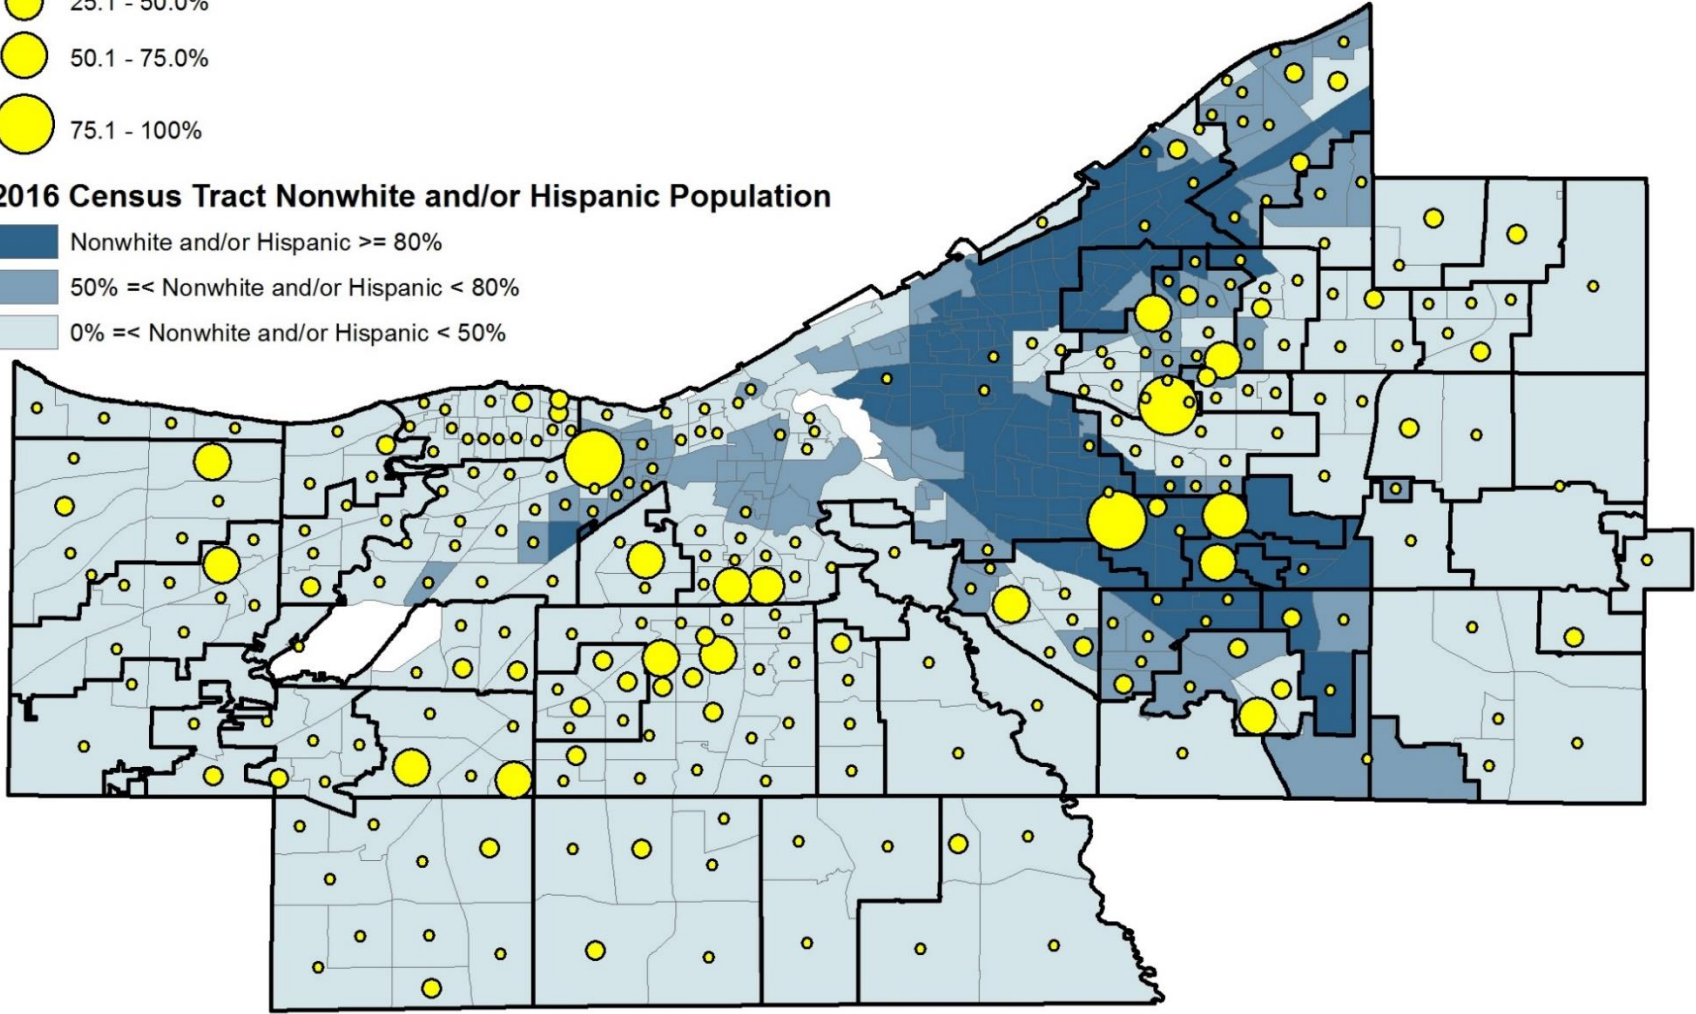 25.1 - 50.0%
50.1 - 75.0%
75.1 - 100%
2016 Census Tract Nonwhite and/or Hispanic Population
Nonwhite and/or Hispanic >= 80%
50% =< Nonwhite and/or Hispanic < 80%
0% =< Nonwhite and/or Hispanic < 50%